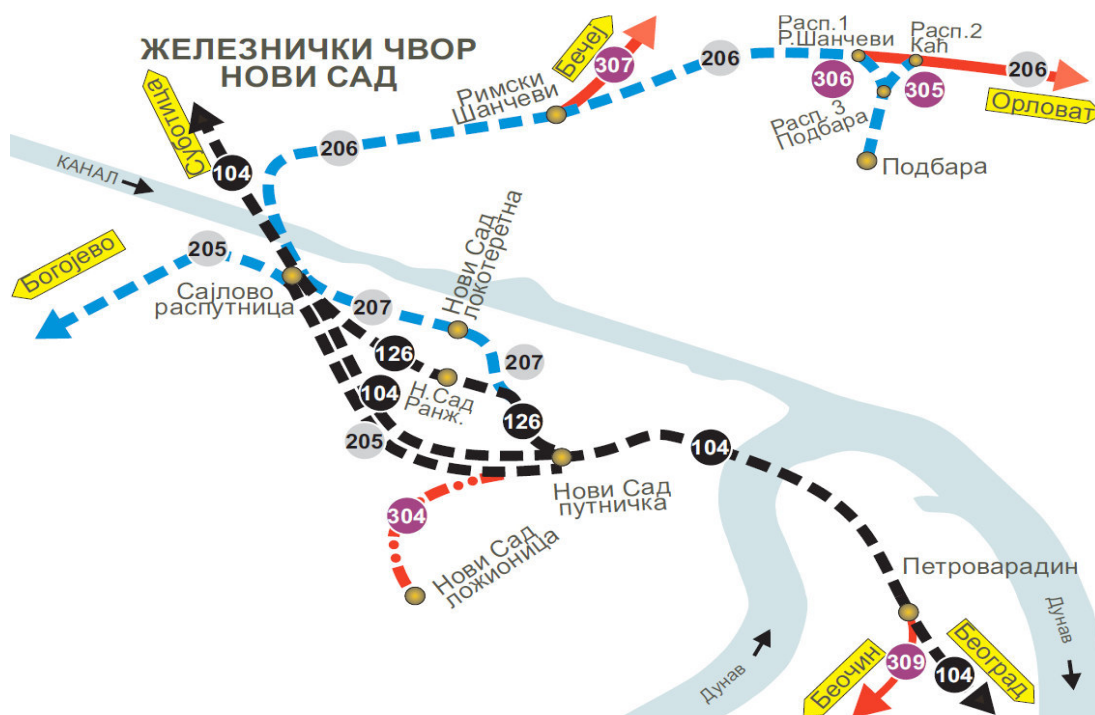 ЖЕЛЕЗНИЧКИ ЧВОР
НОВИ САД
Суботица
104
КАНАЛ
206
Римски
Шанчеви
Бечеј
307
206
Расп.1
Р.Шанчеви
306
Расп.2
Каћ
305
206
Орловат
Расп. 3
Подбара
Подбара
Богојево
205
Сајлово
распутница
207
Нови Сад
локотеретна
207
126
Н.Сад
Ранж.
104
126
205
104
Нови Сад
путничка
304
Нови Сад
ложионица
Петроварадин
309
104
Беочин
Београд
Дунав
Дунав